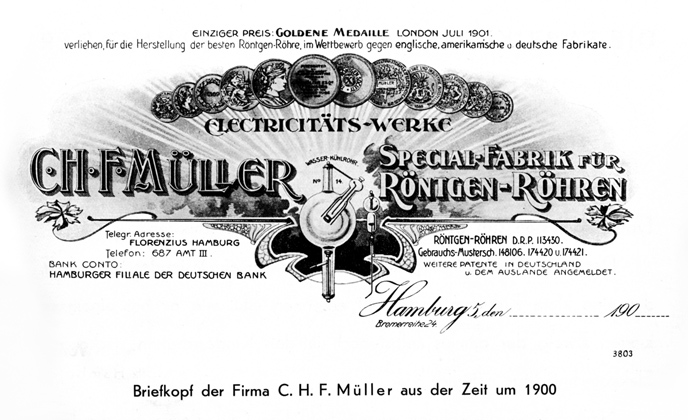 EINZIGER PREIS: GOLDENE MEDAILLE LONDON JULI 1901.
verliehen, für die Herstellung der besten Röntgen-Röhre, im Wettbewerb gegen englische, amerikanische u deutsche Fabrikate.
ELECTRICITÄTS-WERKE
C.H.F. MÜLLER
SPECIAL-FABRIK FÜR
RÖNTGEN-RÖHREN
WASSER-KÜHLROHR.
No 14.
Telegr. Adresse:
FLORENZIUS HAMBURG
Telefon: 687 AMT III.
BANK CONTO:
HAMBURGER FILIALE DER DEUTSCHEN BANK
RÖNTGEN-RÖHREN D.R.P. 113430.
Gebrauchs-Mustersch. 148106. 174420 u. 174421.
WEITERE PATENTE IN DEUTSCHLAND
u. DEM AUSLANDE ANGEMELDET.
Hamburg 5, den 190
Bremerreihe 24.
3803
Briefkopf der Firma C. H. F. Müller aus der Zeit um 1900